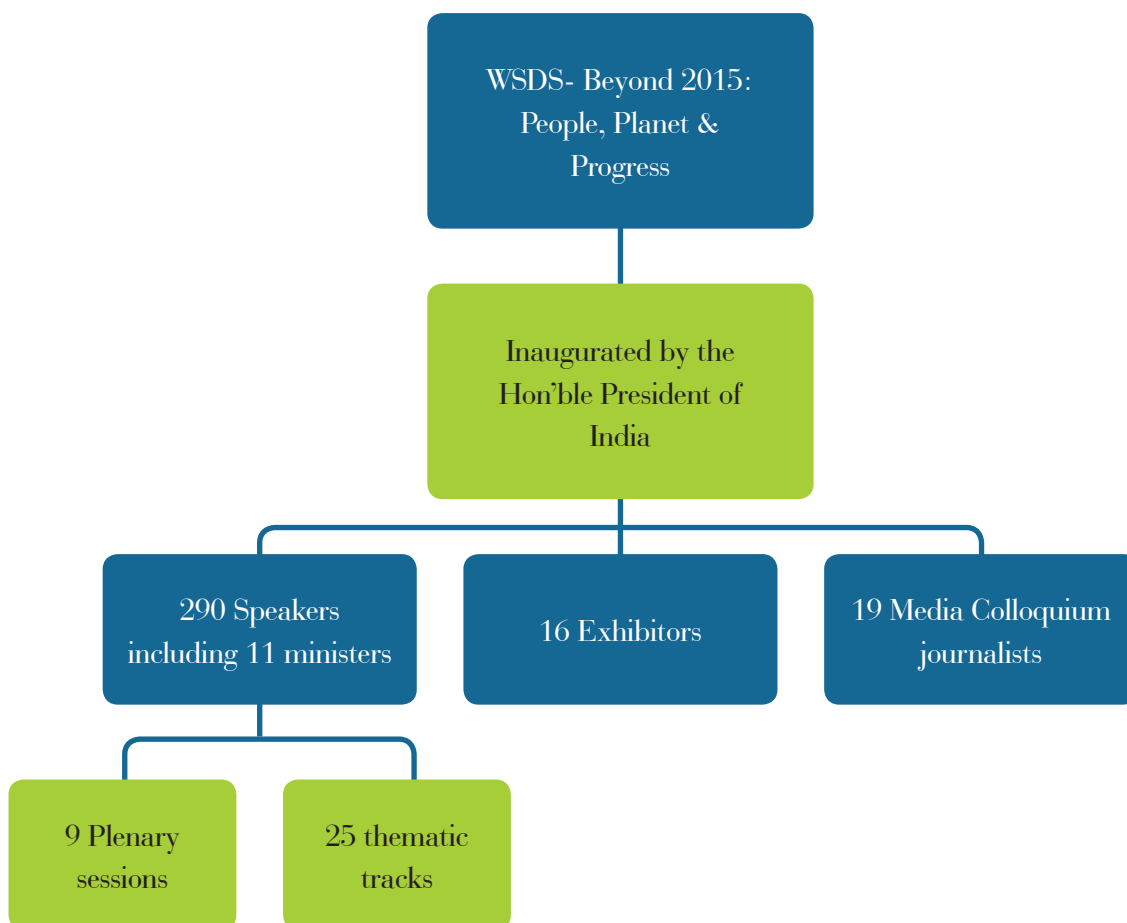 WSDS- Beyond 2015:
People, Planet &
Progress
Inaugurated by the
Hon’ble President of
India
290 Speakers
including 11 ministers
16 Exhibitors
19 Media Colloquium
journalists
9 Plenary
sessions
25 thematic
tracks